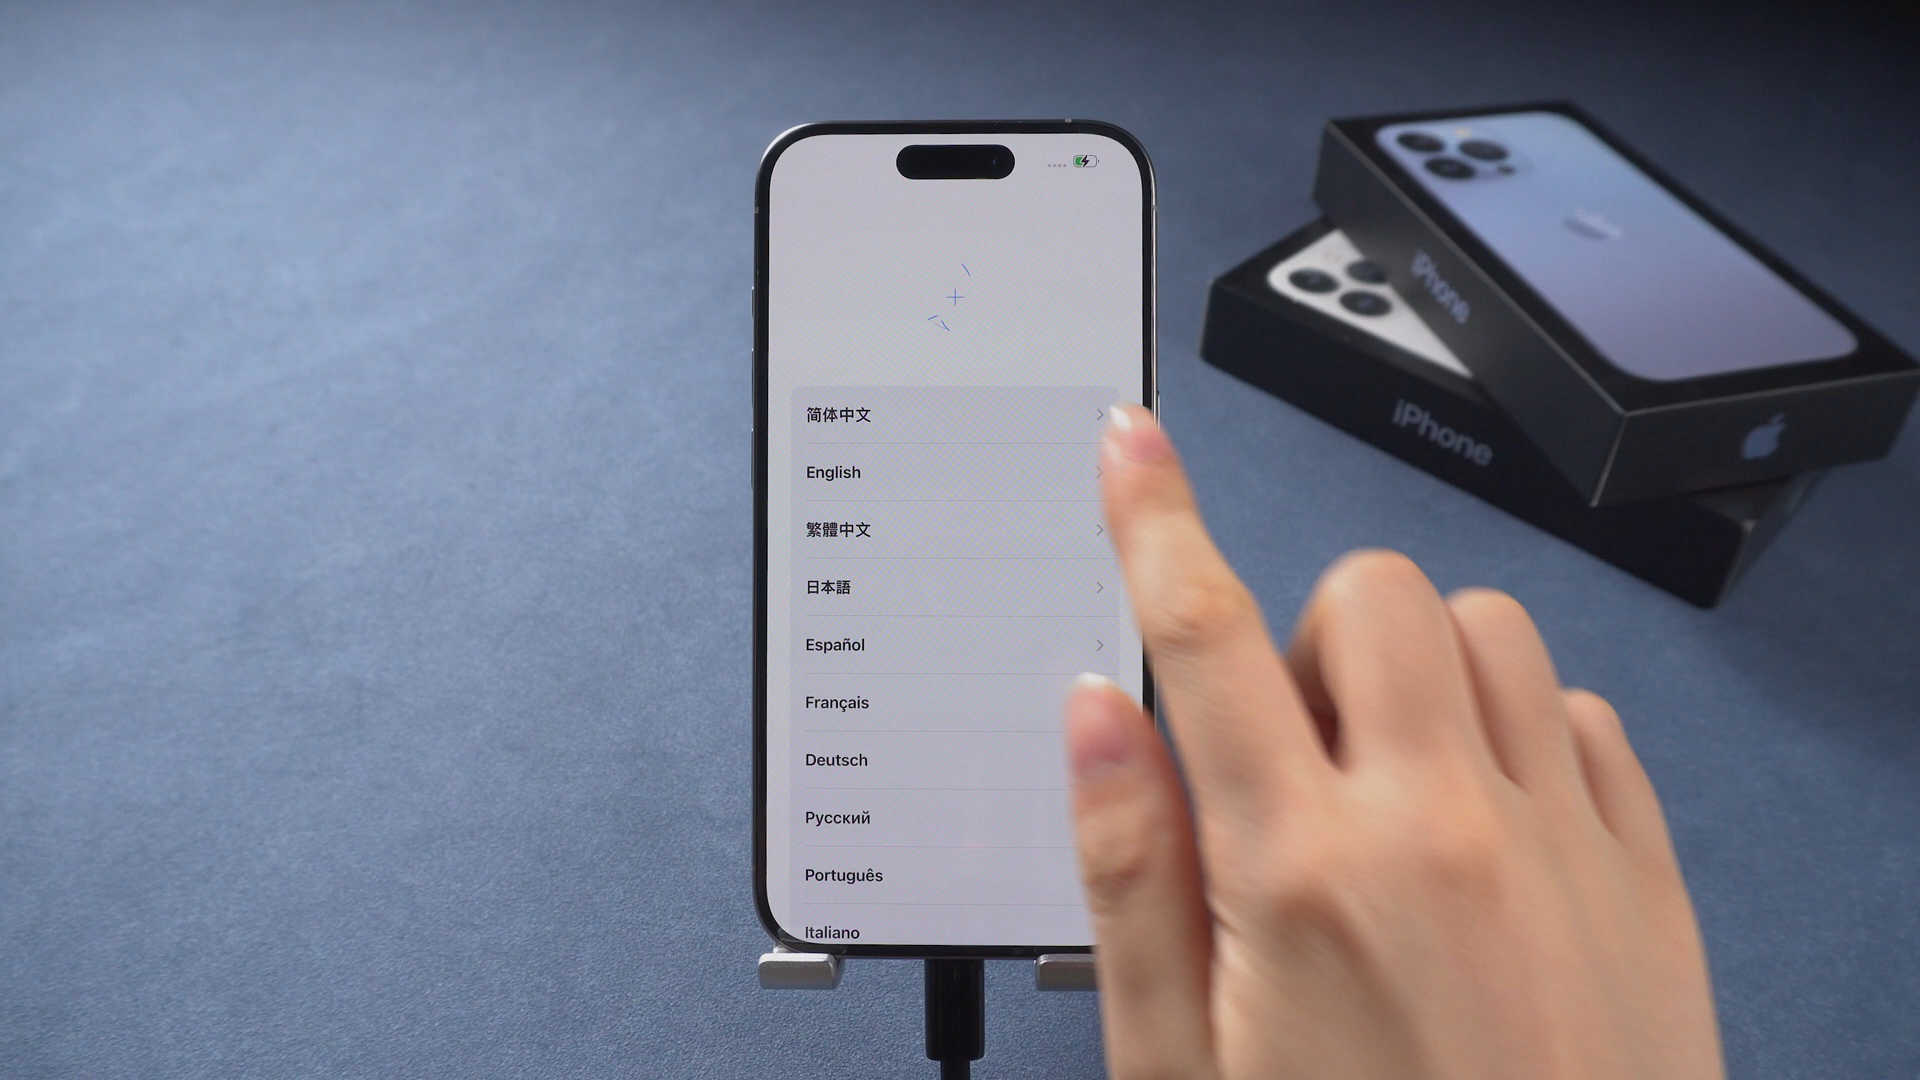 简体中文
English
繁體中文
日本語
Español
Français
Deutsch
Русский
Português
Italiano
iPhone
iPhone